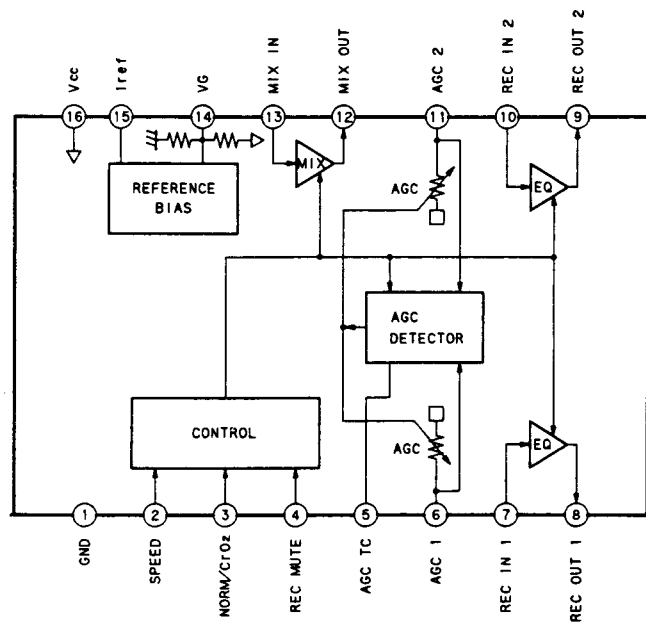 Vcc
Iref
VG
MIX IN
MIX OUT
AGC 2
REC IN 2
REC OUT 2
16
15
14
13
12
11
10
9
MIX
AGC
EQ
REFERENCE
BIAS
AGC
DETECTOR
CONTROL
AGC
EQ
1
2
3
4
5
6
7
8
GND
SPEED
NORM/CrO2
REC MUTE
AGC TC
AGC 1
REC IN 1
REC OUT 1